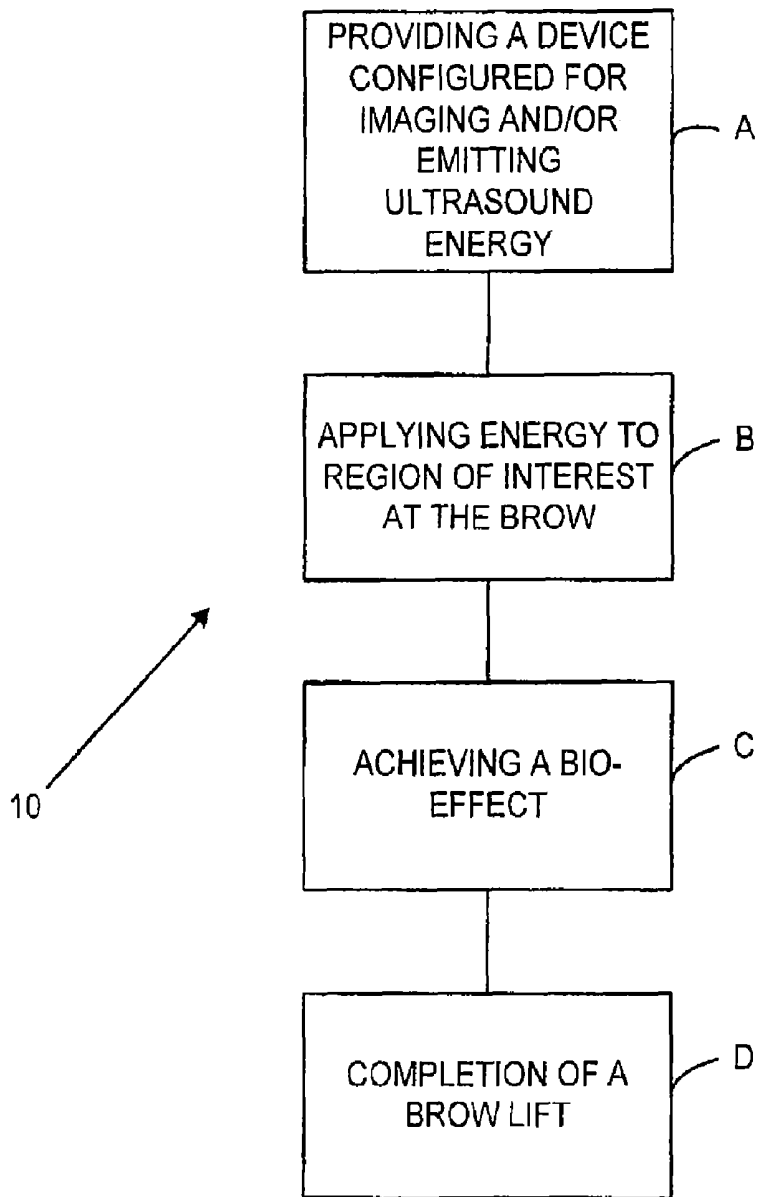 PROVIDING A DEVICE
CONFIGURED FOR
IMAGING AND/OR
EMITTING
ULTRASOUND
ENERGY
A
APPLYING ENERGY TO
REGION OF INTEREST
AT THE BROW
B
ACHIEVING A BIO-
EFFECT
C
10
COMPLETION OF A
BROW LIFT
D